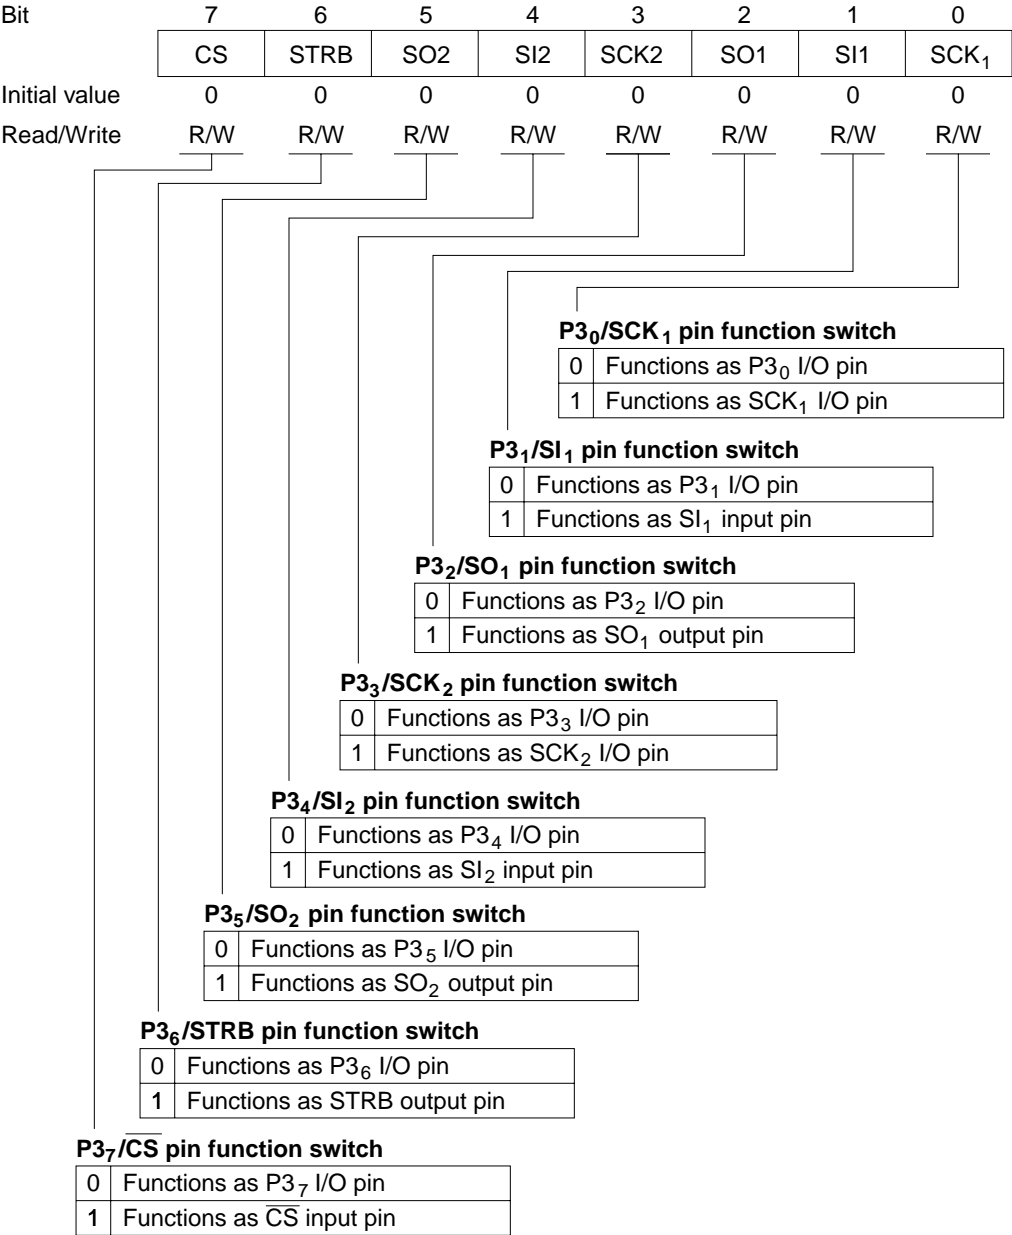 Bit 7 6 5 4 3 2 1 0
CS STRB SO2 SI2 SCK2 SO1 SI1 SCK₁
Initial value 0 0 0 0 0 0 0 0
Read/Write R/W R/W R/W R/W R/W R/W R/W R/W
P3₀/SCK₁ pin function switch
0 Functions as P3₀ I/O pin
1 Functions as SCK₁ I/O pin
P3₁/SI₁ pin function switch
0 Functions as P3₁ I/O pin
1 Functions as SI₁ input pin
P3₂/SO₁ pin function switch
0 Functions as P3₂ I/O pin
1 Functions as SO₁ output pin
P3₃/SCK₂ pin function switch
0 Functions as P3₃ I/O pin
1 Functions as SCK₂ I/O pin
P3₄/SI₂ pin function switch
0 Functions as P3₄ I/O pin
1 Functions as SI₂ input pin
P3₅/SO₂ pin function switch
0 Functions as P3₅ I/O pin
1 Functions as SO₂ output pin
P3₆/STRB pin function switch
0 Functions as P3₆ I/O pin
1 Functions as STRB output pin
P3₇/C̅S̅ pin function switch
0 Functions as P3₇ I/O pin
1 Functions as C̅S̅ input pin